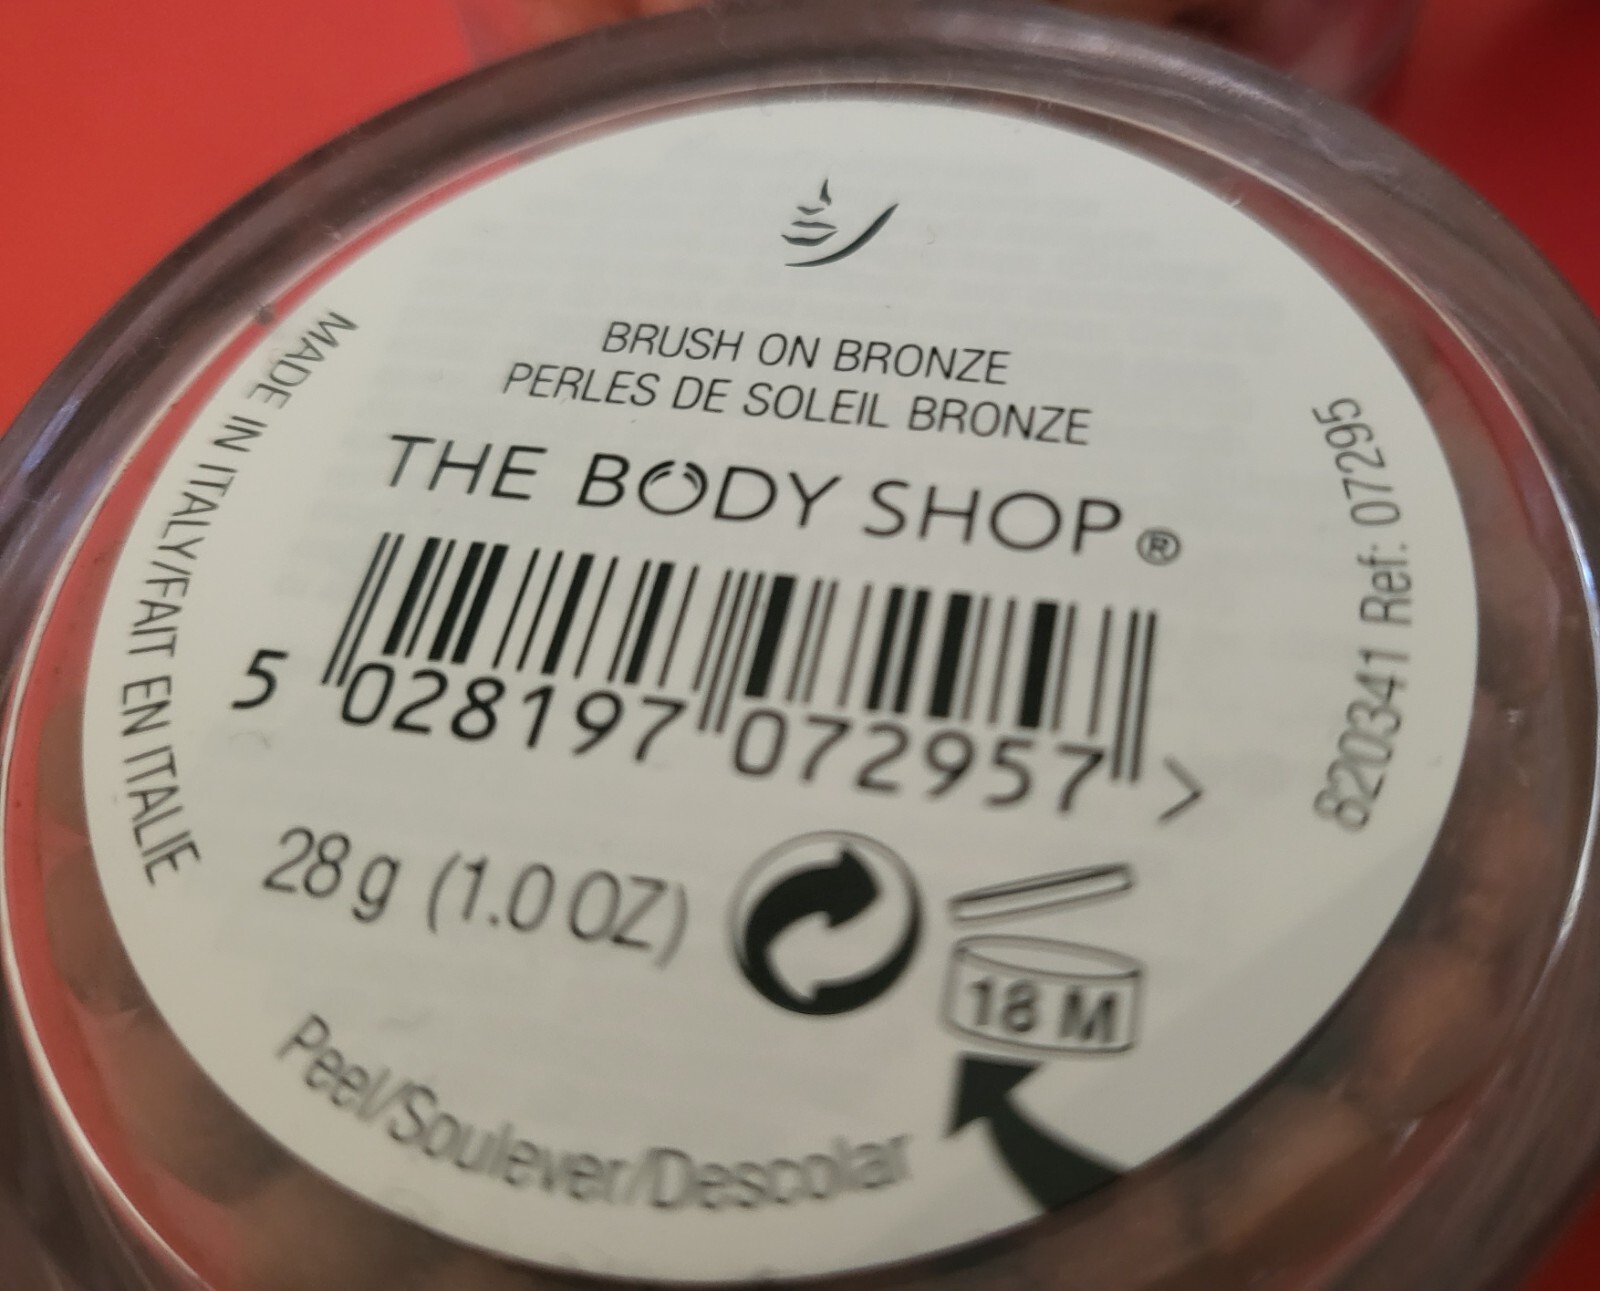 BRUSH ON BRONZE
PERLES DE SOLEIL BRONZE
THE BODY SHOP®
5 028197 072957 >
28 g (1.0 OZ)
18 M
Peel/Soulever/Descolar
MADE IN ITALY/FAIT EN ITALIE
820341 Ref: 07295